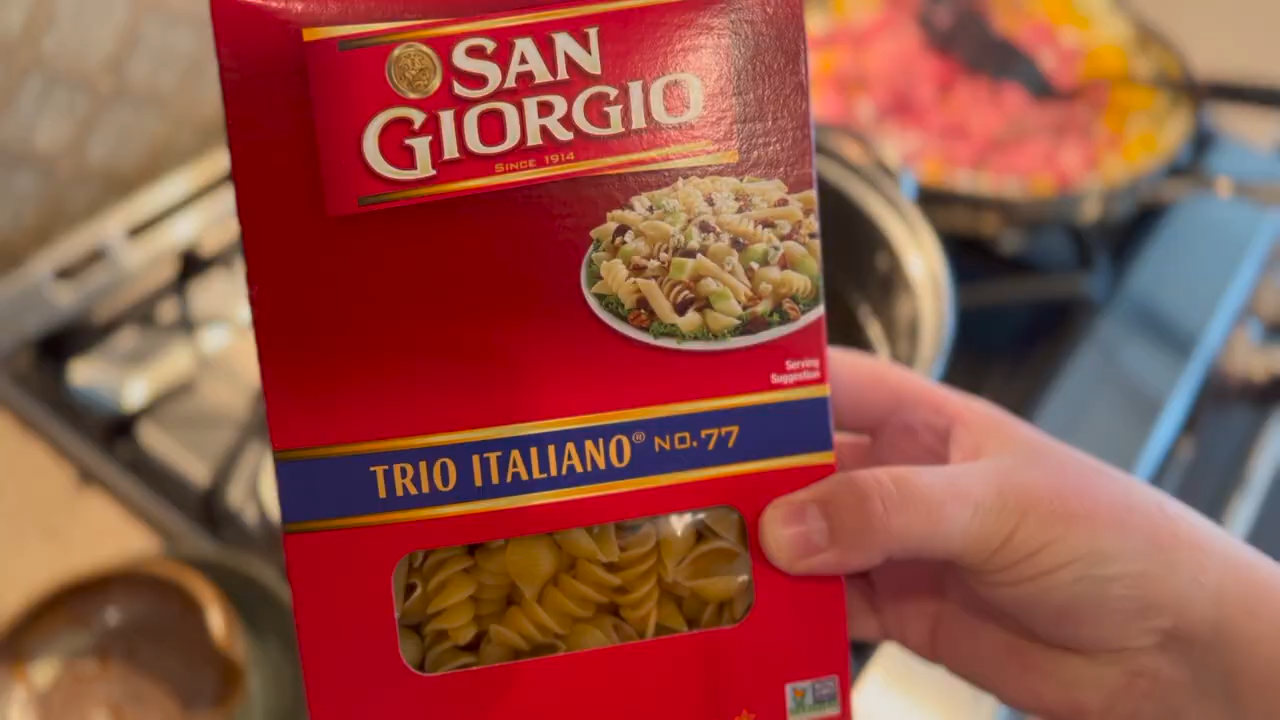 SAN
GIORGIO
SINCE 1914
Serving
Suggestion
TRIO ITALIANO® NO.77